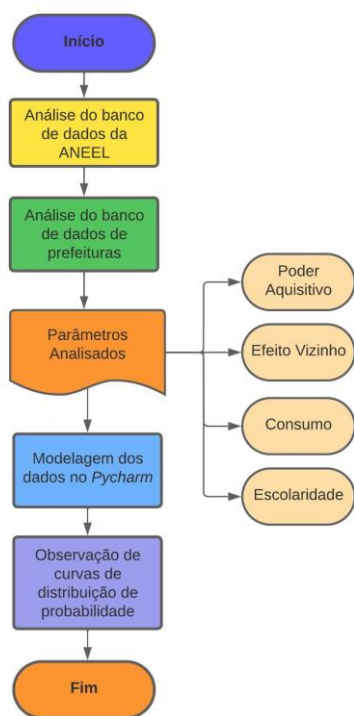 Início
Análise do banco
de dados da
ANEEL
Análise do banco
de dados de
prefeituras
Parâmetros
Analisados
Poder
Aquisitivo
Efeito Vizinho
Consumo
Escolaridade
Modelagem dos
dados no Pycharm
Observação de
curvas de
distribuição de
probabilidade
Fim